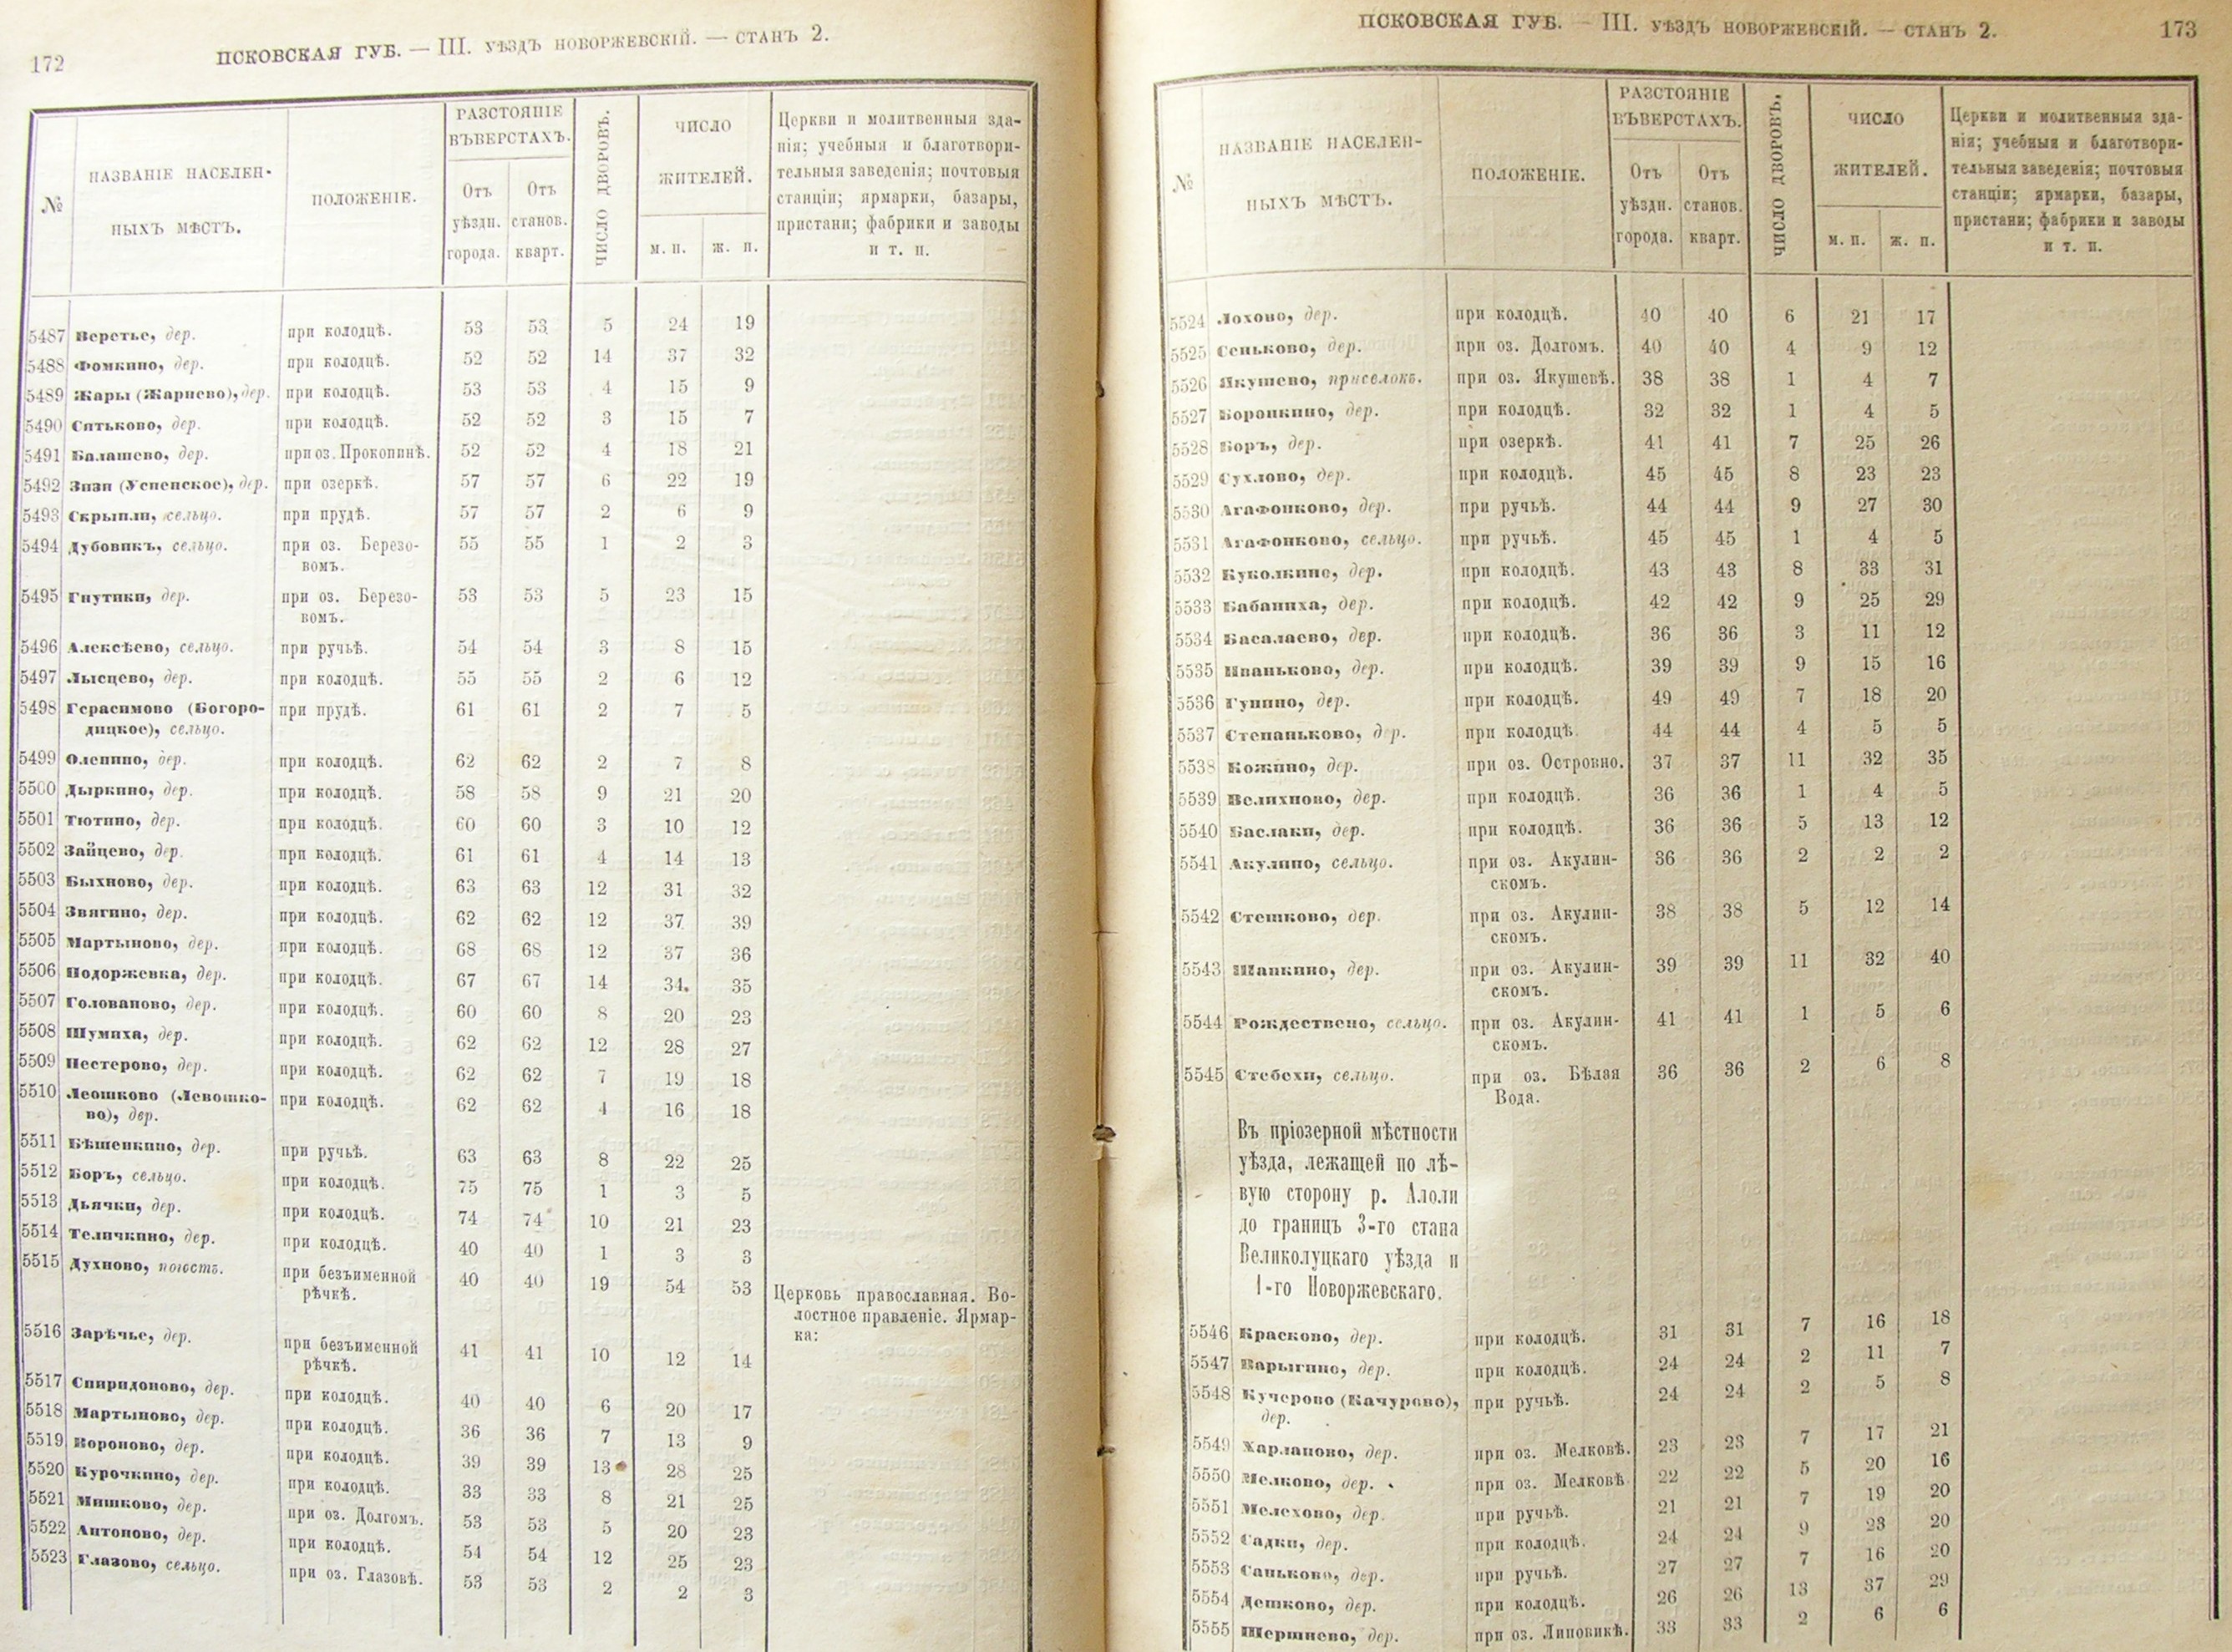 172
ПСКОВСКАЯ ГУБ. — III. УѢЗДЪ НОВОРЖЕВСКІЙ. — СТАНЪ 2.
№
НАЗВАНІЕ НАСЕЛЕН-
НЫХЪ МѢСТЪ.
ПОЛОЖЕНІЕ.
РАЗСТОЯНІЕ
ВЪ ВЕРСТАХЪ.
Отъ уѣздн. города.
Отъ станов. кварт.
ЧИСЛО ДВОРОВЪ.
ЧИСЛО
ЖИТЕЛЕЙ.
м. п. ж. п.
Церкви и молитвенныя зда-
нія; учебныя и благотвори-
тельныя заведенія; почтовыя
станціи; ярмарки, базары,
пристани; фабрики и заводы
и т. п.
5487 Веретье, дер. при колодцѣ. 53 53 5 24 19
5488 Фомкино, дер. при колодцѣ. 52 52 14 37 32
5489 Жары (Жарнево), дер. при колодцѣ. 53 53 4 15 9
5490 Сятьково, дер. при колодцѣ. 52 52 3 15 7
5491 Балашево, дер. при оз. Прокопинѣ. 52 52 4 18 21
5492 Зизи (Успенское), дер. при озеркѣ. 57 57 6 22 19
5493 Скрыпли, сельцо. при прудѣ. 57 57 2 6 9
5494 Дубовикъ, сельцо. при оз. Березо- 55 55 1 2 3
вомъ.
5495 Гнутики, дер. при оз. Березо- 53 53 5 23 15
вомъ.
5496 Алексѣево, сельцо. при ручьѣ. 54 54 3 8 15
5497 Лысцево, дер. при колодцѣ. 55 55 2 6 12
5498 Герасимово (Богоро- при прудѣ. 61 61 2 7 5
дицкое), сельцо.
5499 Оленино, дер. при колодцѣ. 62 62 2 7 8
5500 Дыркино, дер. при колодцѣ. 58 58 9 21 20
5501 Тютино, дер. при колодцѣ. 60 60 3 10 12
5502 Зайцево, дер. при колодцѣ. 61 61 4 14 13
5503 Быхново, дер. при колодцѣ. 63 63 12 31 32
5504 Звягино, дер. при колодцѣ. 62 62 12 37 39
5505 Мартыново, дер. при колодцѣ. 68 68 12 37 36
5506 Подоржевка, дер. при колодцѣ. 67 67 14 34 35
5507 Голованово, дер. при колодцѣ. 60 60 8 20 23
5508 Шумиха, дер. при колодцѣ. 62 62 12 28 27
5509 Нестерово, дер. при колодцѣ. 62 62 7 19 18
5510 Леошково (Левошко- при колодцѣ. 62 62 4 16 18
во), дер.
5511 Бѣшенкино, дер. при ручьѣ. 63 63 8 22 25
5512 Боръ, сельцо. при колодцѣ. 75 75 1 3 5
5513 Дьячки, дер. при колодцѣ. 74 74 10 21 23
5514 Теличкино, дер. при колодцѣ. 40 40 1 3 3
5515 Духново, погостъ. при безъименной 40 40 19 54 53 Церковь православная. Во-
рѣчкѣ. лостное правленіе. Ярмар-
ка:
5516 Зарѣчье, дер. при безъименной 41 41 10 12 14
рѣчкѣ.
5517 Спиридоново, дер. при колодцѣ. 40 40 6 20 17
5518 Мартыново, дер. при колодцѣ. 36 36 7 13 9
5519 Вороново, дер. при колодцѣ. 39 39 13 28 25
5520 Курочкино, дер. при колодцѣ. 33 33 8 21 25
5521 Мишково, дер. при оз. Долгомъ. 53 53 5 20 23
5522 Антоново, дер. при колодцѣ. 54 54 12 25 23
5523 Глазово, сельцо. при оз. Глазовѣ. 53 53 2 2 3
ПСКОВСКАЯ ГУБ. — III. УѢЗДЪ НОВОРЖЕВСКІЙ. — СТАНЪ 2.
173
№
НАЗВАНІЕ НАСЕЛЕН-
НЫХЪ МѢСТЪ.
ПОЛОЖЕНІЕ.
РАЗСТОЯНІЕ
ВЪ ВЕРСТАХЪ.
Отъ уѣздн. города.
Отъ станов. кварт.
ЧИСЛО ДВОРОВЪ,
ЧИСЛО
ЖИТЕЛЕЙ.
м. п. ж. п.
Церкви и молитвенныя зда-
нія; учебныя и благотвори-
тельныя заведенія; почтовыя
станціи; ярмарки, базары,
пристани; фабрики и заводы
и т. п.
5524 Лохово, дер. при колодцѣ. 40 40 6 21 17
5525 Сеньково, дер. при оз. Долгомъ. 40 40 4 9 12
5526 Якушево, приселокъ. при оз. Якушевѣ. 38 38 1 4 7
5527 Воронкино, дер. при колодцѣ. 32 32 1 4 5
5528 Боръ, дер. при озеркѣ. 41 41 7 25 26
5529 Сухлово, дер. при колодцѣ. 45 45 8 23 23
5530 Агафонково, дер. при ручьѣ. 44 44 9 27 30
5531 Агафонково, сельцо. при ручьѣ. 45 45 1 4 5
5532 Куколкино, дер. при колодцѣ. 43 43 8 33 31
5533 Бабаниха, дер. при колодцѣ. 42 42 9 25 29
5534 Басалаево, дер. при колодцѣ. 36 36 3 11 12
5535 Иваньково, дер. при колодцѣ. 39 39 9 15 16
5536 Гунино, дер. при колодцѣ. 49 49 7 18 20
5537 Степаньково, дер. при колодцѣ. 44 44 4 5 5
5538 Кожино, дер. при оз. Островно. 37 37 11 32 35
5539 Велихново, дер. при колодцѣ. 36 36 1 4 5
5540 Баслаки, дер. при колодцѣ. 36 36 5 13 12
5541 Акулино, сельцо. при оз. Акулин- 36 36 2 2 2
скомъ.
5542 Стешково, дер. при оз. Акулин- 38 38 5 12 14
скомъ.
5543 Шапкино, дер. при оз. Акулин- 39 39 11 32 40
скомъ.
5544 Рождествено, сельцо. при оз. Акулин- 41 41 1 5 6
скомъ.
5545 Стебехи, сельцо. при оз. Бѣлая 36 36 2 6 8
Вода.
Въ пріозерной мѣстности
уѣзда, лежащей по лѣ-
вую сторону р. Алоли
до границъ 3-го стана
Великолуцкаго уѣзда и
1-го Новоржевскаго.
5546 Красково, дер. при колодцѣ. 31 31 7 16 18
5547 Варыгино, дер. при колодцѣ. 24 24 2 11 7
5548 Кучерово (Качурово), при ручьѣ. 24 24 2 5 8
дер.
5549 Харланово, дер. при оз. Мелковѣ. 23 23 7 17 21
5550 Мелково, дер. при оз. Мелковѣ 22 22 5 20 16
5551 Мелехово, дер. при ручьѣ. 21 21 7 19 20
5552 Садки, дер. при колодцѣ. 24 24 9 23 20
5553 Саньково, дер. при ручьѣ. 27 27 7 16 20
5554 Дешково, дер. при колодцѣ. 26 26 13 37 29
5555 Шершнево, дер. при оз. Липовикѣ. 33 33 2 6 6